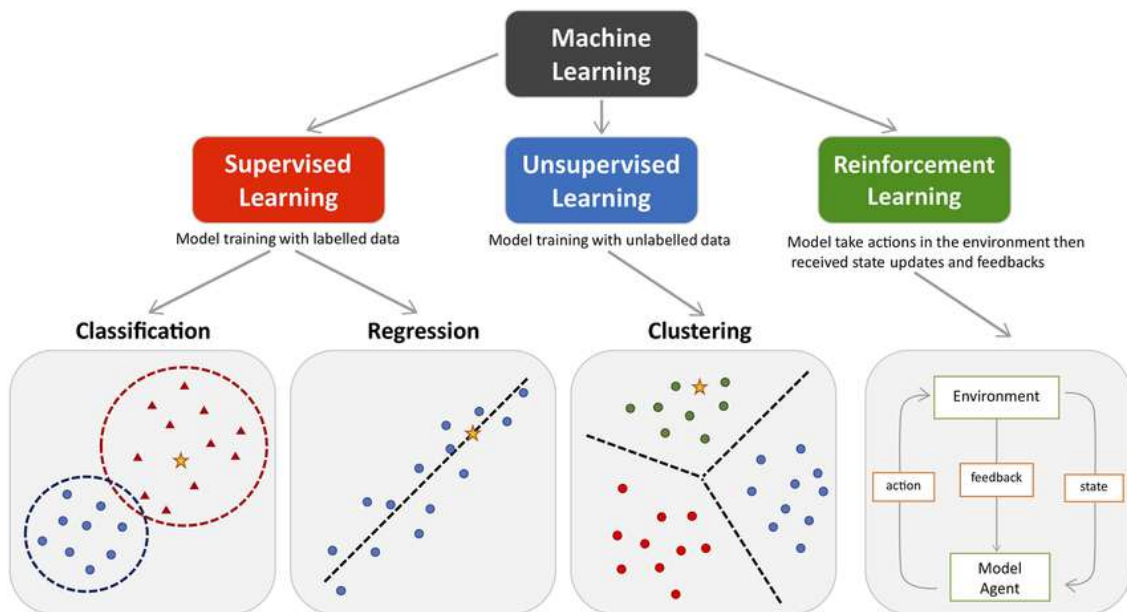 Machine
Learning
Supervised
Learning
Unsupervised
Learning
Reinforcement
Learning
Model training with labelled data
Model training with unlabelled data
Model take actions in the environment then
received state updates and feedbacks
Classification
Regression
Clustering
Environment
action
feedback
state
Model
Agent